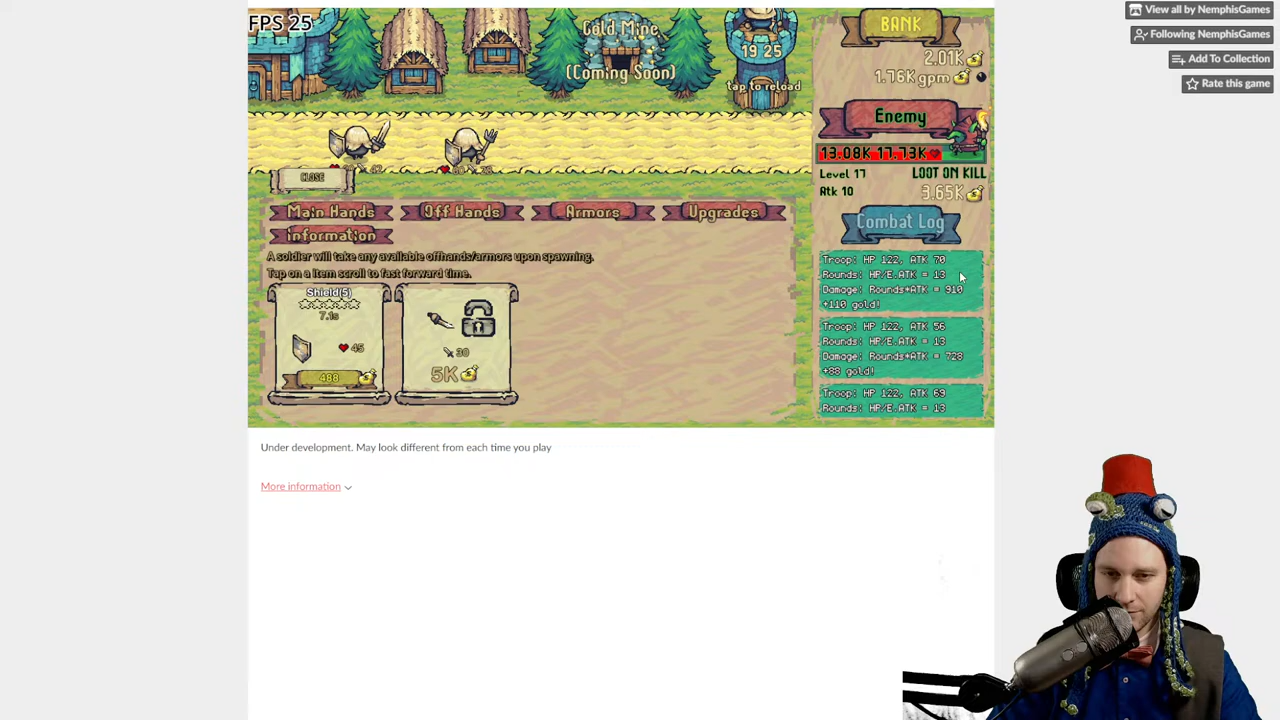 FPS 25
Gold Mine
(Coming Soon)
19 25
tap to reload
BANK
2.01K
1.76K gpm
View all by NemphisGames
Following NemphisGames
Add To Collection
Rate this game
Enemy
13.08K 17.73K
Level 17 LOOT ON KILL
Atk 10 3.65K
CLOSE
Main Hands Off Hands Armors Upgrades
Information
A soldier will take any available offhands/armors upon spawning.
Tap on a item scroll to fast forward time.
Shield(5)
7.1s
45
488
30
5K
Combat Log
Troop: HP 122, ATK 70
Rounds: HP/E.ATK = 13
Damage: Rounds*ATK = 910
+110 gold!
Troop: HP 122, ATK 56
Rounds: HP/E.ATK = 13
Damage: Rounds*ATK = 728
+88 gold!
Troop: HP 122, ATK 69
Rounds: HP/E.ATK = 13
Under development. May look different from each time you play
More information